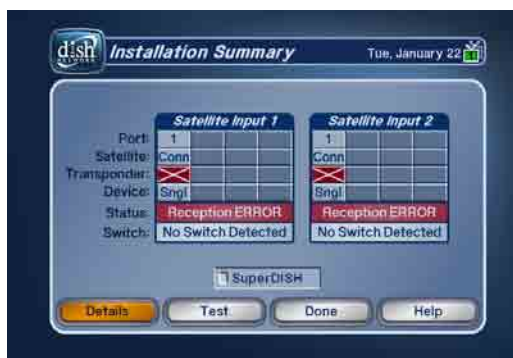 dish
NETWORK
Installation Summary
Tue, January 22
Satellite Input 1
Satellite Input 2
Port: 1 1
Satellite: Conn Conn
Transponder:
Device: Sngl Sngl
Status: Reception ERROR Reception ERROR
Switch: No Switch Detected No Switch Detected
SuperDISH
Details Test Done Help